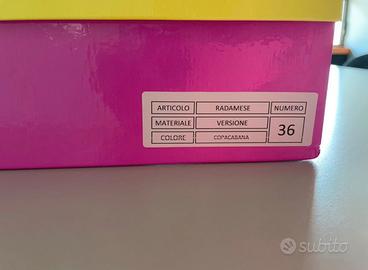 ARTICOLO RADAMESE NUMERO
MATERIALE VERSIONE 36
COLORE COPACABANA
subito